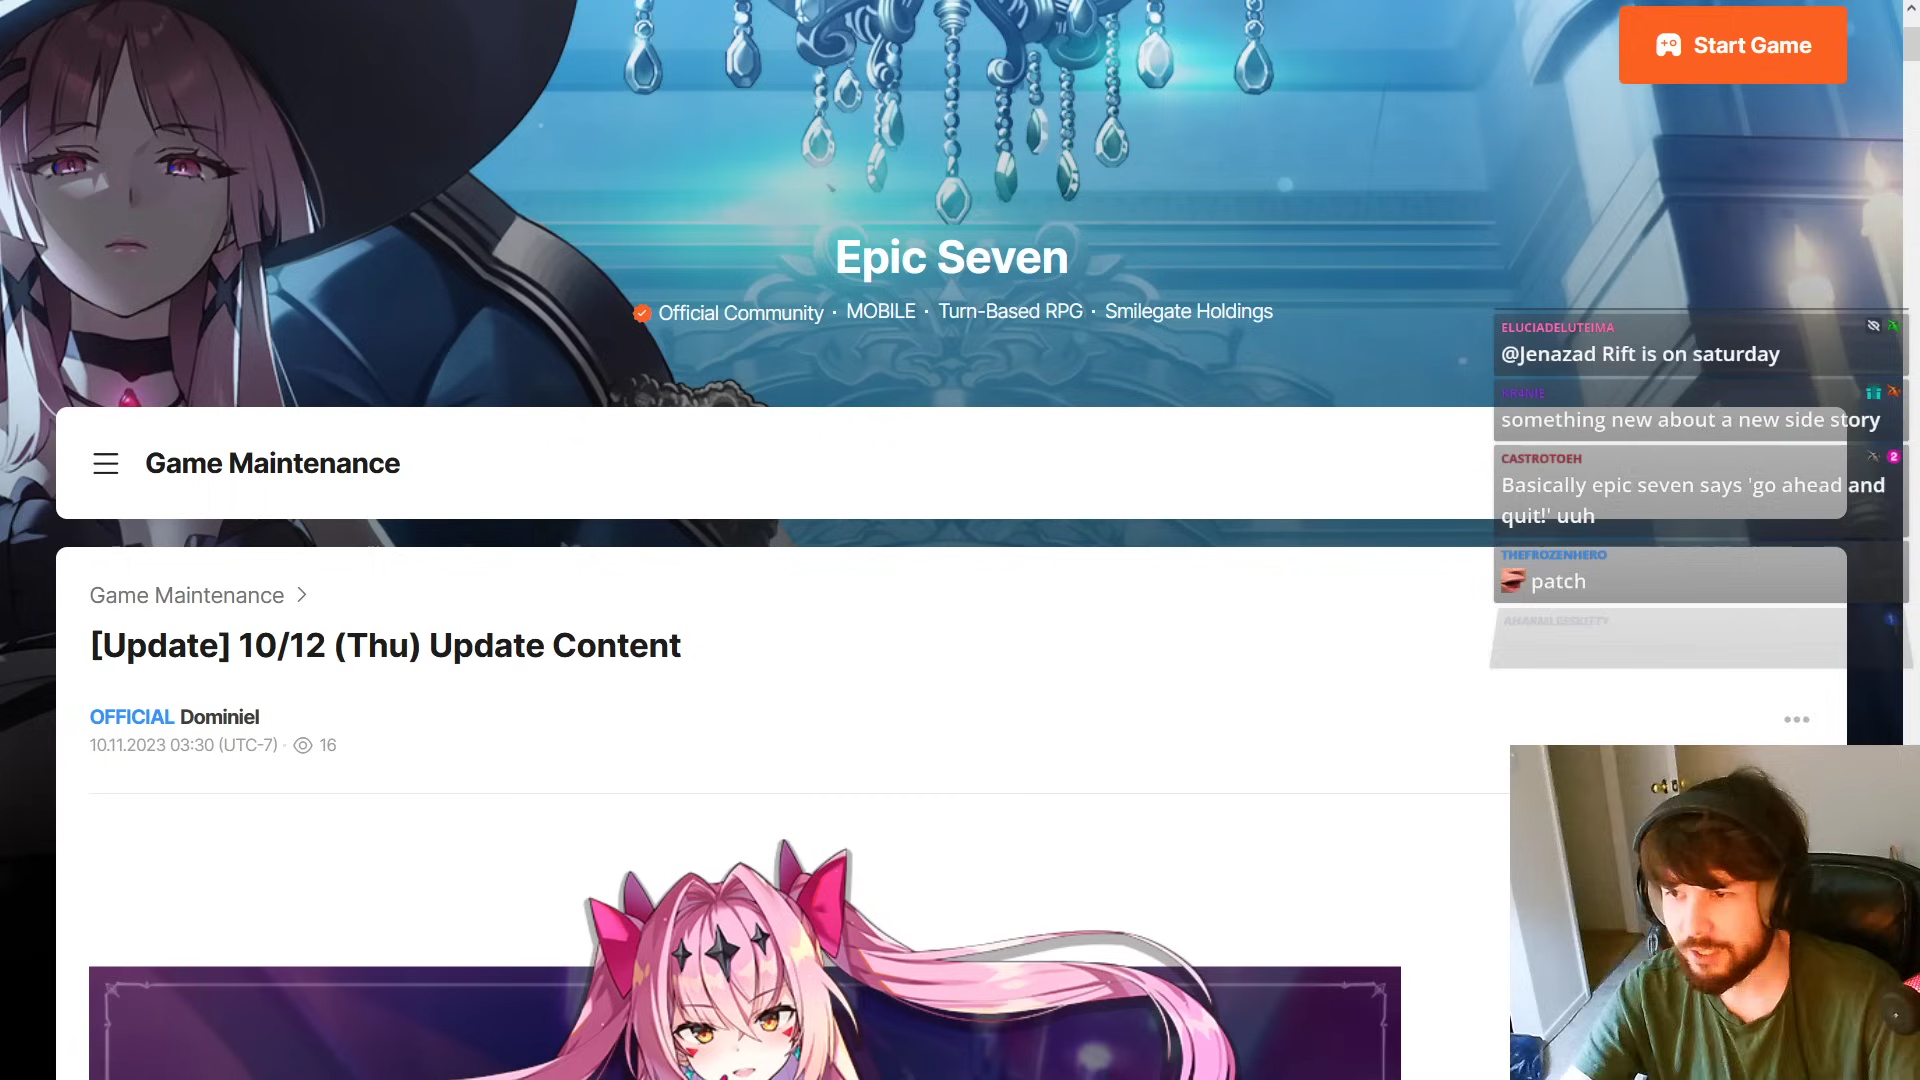 Start Game
Epic Seven
Official Community · MOBILE · Turn-Based RPG · Smilegate Holdings
ELUCIADELUTEIMA
@Jenazad Rift is on saturday
something new about a new side story
CASTROTOEH
2
Basically epic seven says 'go ahead and
quit!' uuh
THEFROZENHERO
patch
Game Maintenance
Game Maintenance
[Update] 10/12 (Thu) Update Content
OFFICIAL Dominiel
10.11.2023 03:30 (UTC-7) · 16